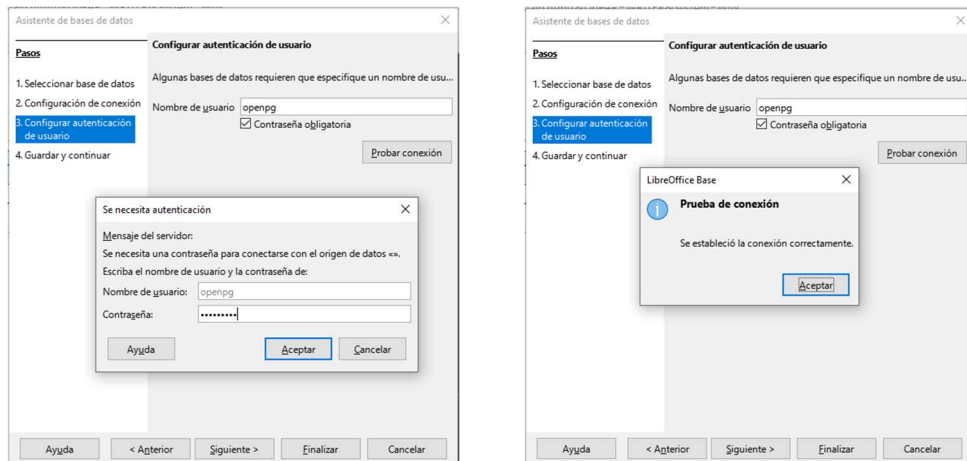 Asistente de bases de datos
Pasos
1. Seleccionar base de datos
2. Configuración de conexión
3. Configurar autenticación
de usuario
4. Guardar y continuar
Configurar autenticación de usuario
Algunas bases de datos requieren que especifique un nombre de usu...
Nombre de usuario openpg
Contraseña obligatoria
Probar conexión
Se necesita autenticación
Mensaje del servidor:
Se necesita una contraseña para conectarse con el origen de datos «».
Escriba el nombre de usuario y la contraseña de:
Nombre de usuario: openpg
Contraseña: •••••••••
Ayuda Aceptar Cancelar
Ayuda < Anterior Siguiente > Finalizar Cancelar
Asistente de bases de datos
Pasos
1. Seleccionar base de datos
2. Configuración de conexión
3. Configurar autenticación
de usuario
4. Guardar y continuar
Configurar autenticación de usuario
Algunas bases de datos requieren que especifique un nombre de usu...
Nombre de usuario openpg
Contraseña obligatoria
Probar conexión
LibreOffice Base
Prueba de conexión
Se estableció la conexión correctamente.
Aceptar
Ayuda < Anterior Siguiente > Finalizar Cancelar